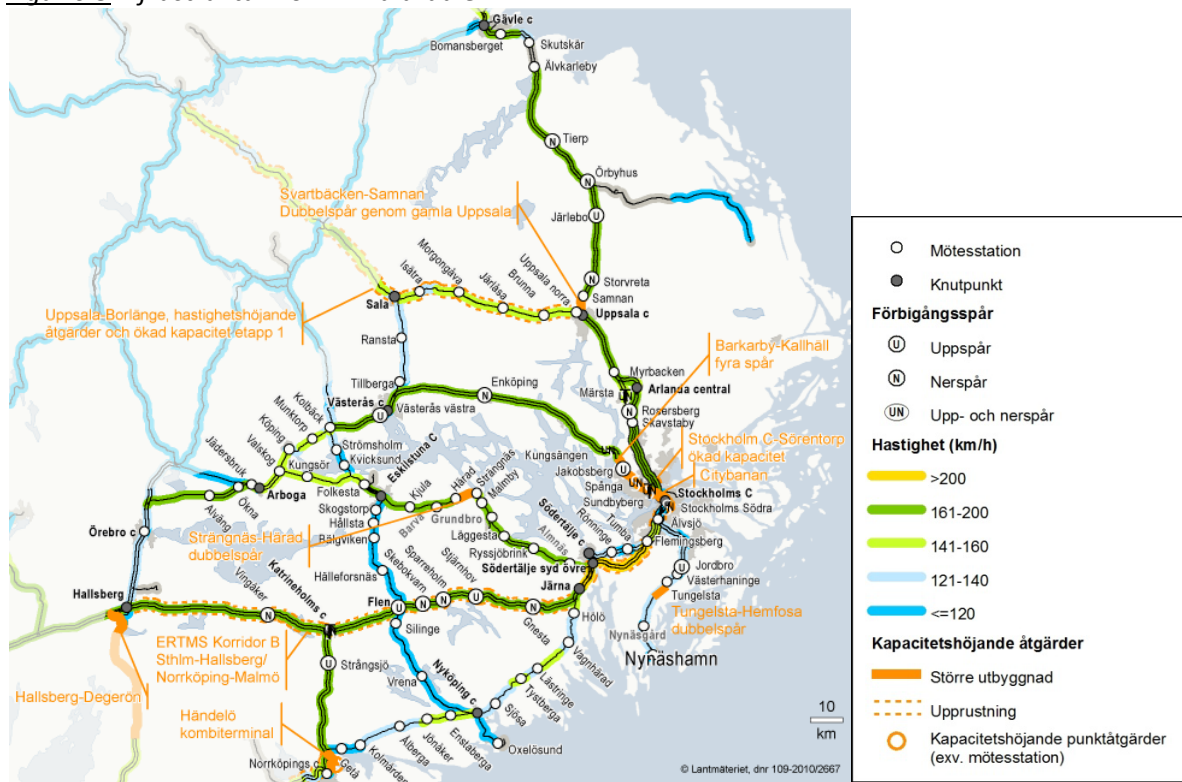 Gävle c
Bomansberget
Skutskär
Älvkarleby
Tierp
N
Örbyhus
N
Svartbäcken-Samnan
Dubbelspår genom gamla Uppsala
Järlebo
U
Storvreta
N
Samnan
Uppsala norra
Uppsala c
Brunna
Järlåsa
Morgongåva
Isätra
Sala
Uppsala-Borlänge, hastighetshöjande
åtgärder och ökad kapacitet etapp 1
Ransta
Tillberga
Barkarby-Kallhäll
fyra spår
Myrbacken
Arlanda central
Märsta
Rosersberg
Skavstaby
N
Enköping
N
Västerås c
Västerås västra
U
Kolbäck
Munktorp
Köping
Valskog
Jädersbruk
Strömsholm
Kvicksund
Kungsör
Eskilstuna C
Folkesta
Kjula
Härad
Strängnäs
Malmby
Kungsängen
UN
Jakobsberg
U
Spånga
UN
Sundbyberg
Stockholm C-Sörentorp
ökad kapacitet
Citybanan
Stockholms C
Stockholms Södra
Älvsjö
Arboga
Ökna
Alväng
Örebro c
Skogstorp
Hållsta
Bälgviken
Barva
Grundbro
Läggesta
Ryssjöbrink
Almnäs
Södertälje c
Rönninge
Tumba
Flemingsberg
Strängnäs-Härad
dubbelspår
Södertälje syd övre
Järna
Jordbro
U
Västerhaninge
Tungelsta
Tungelsta-Hemfosa
dubbelspår
Nynäsgård
Nynäshamn
Hälleforsnäs
Skebokvarn
Sparreholm
Stjärnhov
Hallsberg
Vingåker
N
Katrineholms c
Flen
U
N
N
U
N
Gnesta
Hölö
Silinge
Vagnhärad
ERTMS Korridor B
Sthlm-Hallsberg/
Norrköping-Malmö
Strångsjö
U
Vrena
Nyköping c
Lästringe
Tystberga
Sjösa
Hallsberg-Degerön
Händelö
kombiterminal
Norrköpings c
Getå
Kolmården
Ålberga
Jönåker
Enstaberga
Oxelösund
10
km
© Lantmäteriet, dnr 109-2010/2667
Mötesstation
Knutpunkt
Förbigångsspår
U Uppspår
N Nerspår
UN Upp- och nerspår
Hastighet (km/h)
>200
161-200
141-160
121-140
<=120
Kapacitetshöjande åtgärder
Större utbyggnad
Upprustning
Kapacitetshöjande punktåtgärder
(exv. mötesstation)